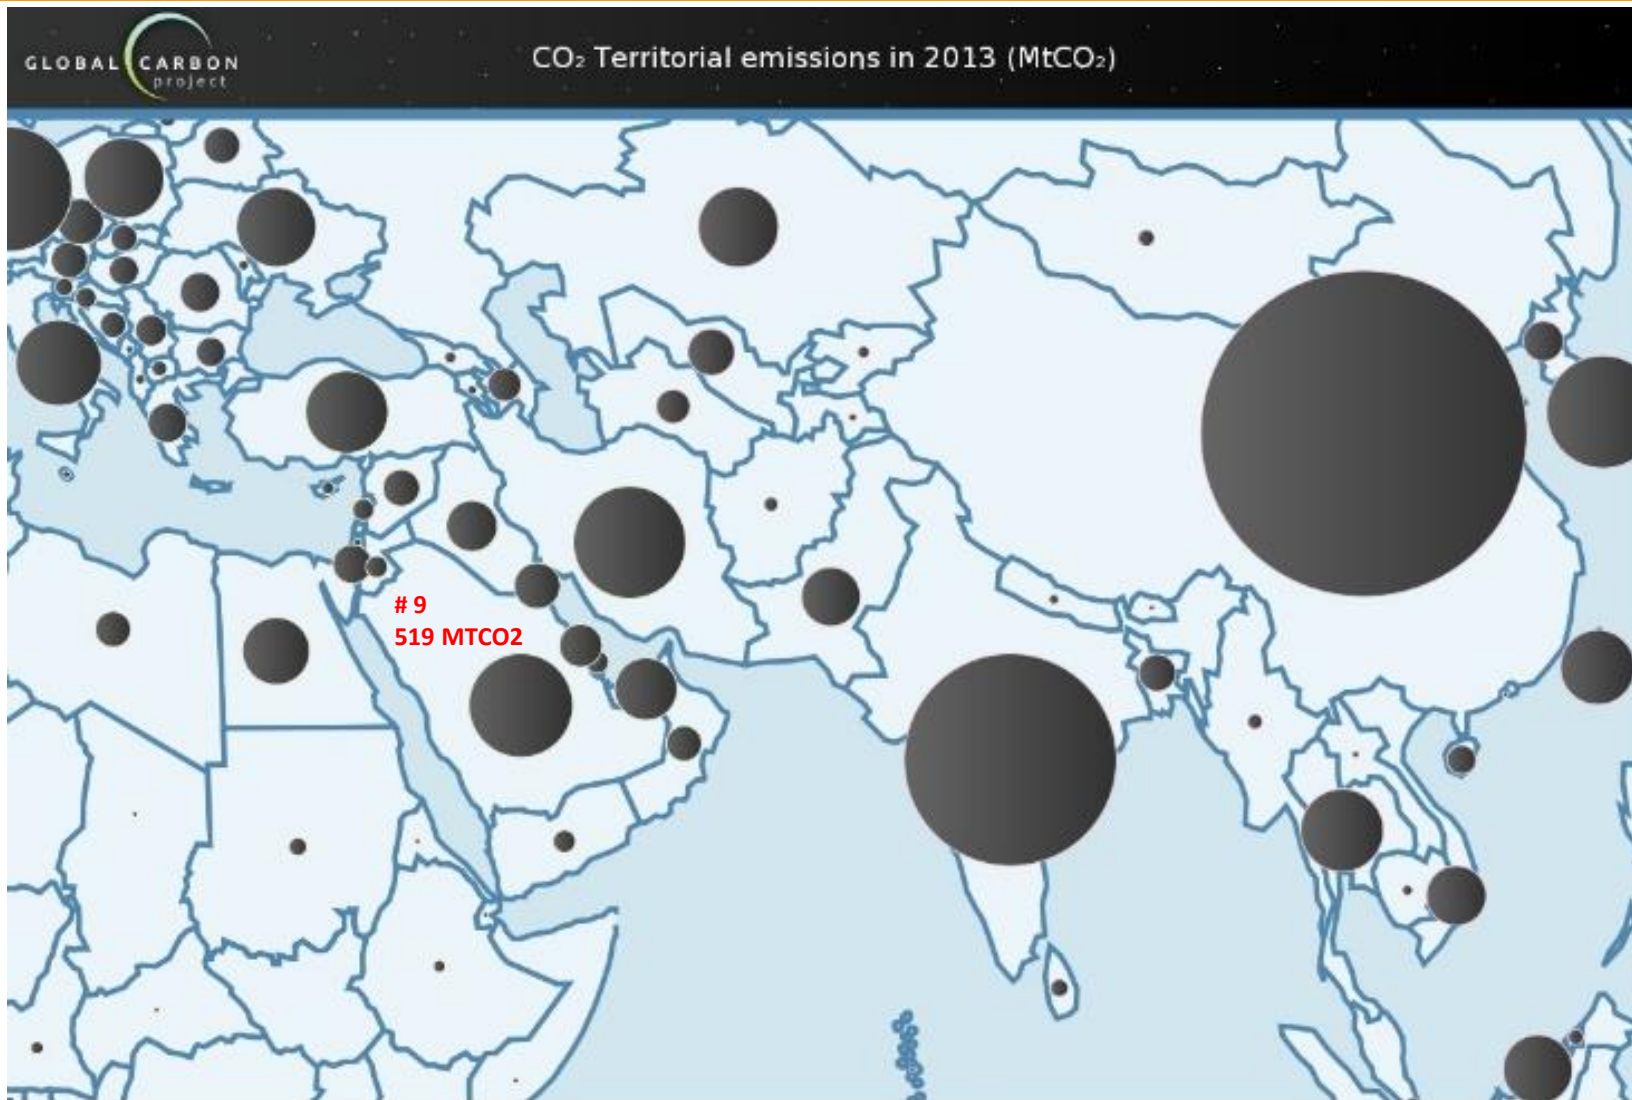 GLOBAL CARBON
project
CO₂ Territorial emissions in 2013 (MtCO₂)
# 9
519 MTCO2